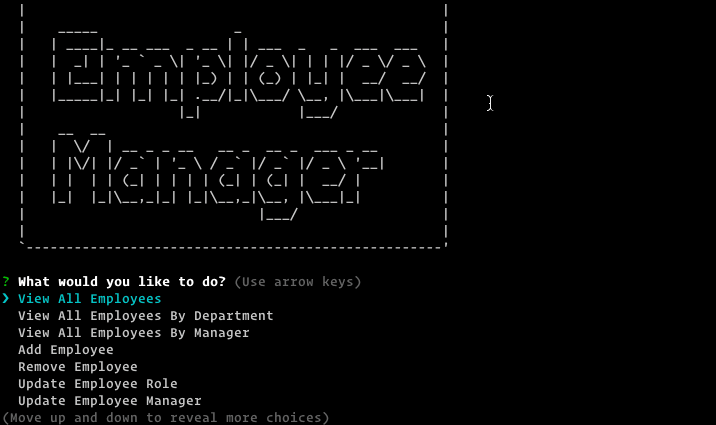 Employee
Manager
? What would you like to do? (Use arrow keys)
❯ View All Employees
View All Employees By Department
View All Employees By Manager
Add Employee
Remove Employee
Update Employee Role
Update Employee Manager
(Move up and down to reveal more choices)